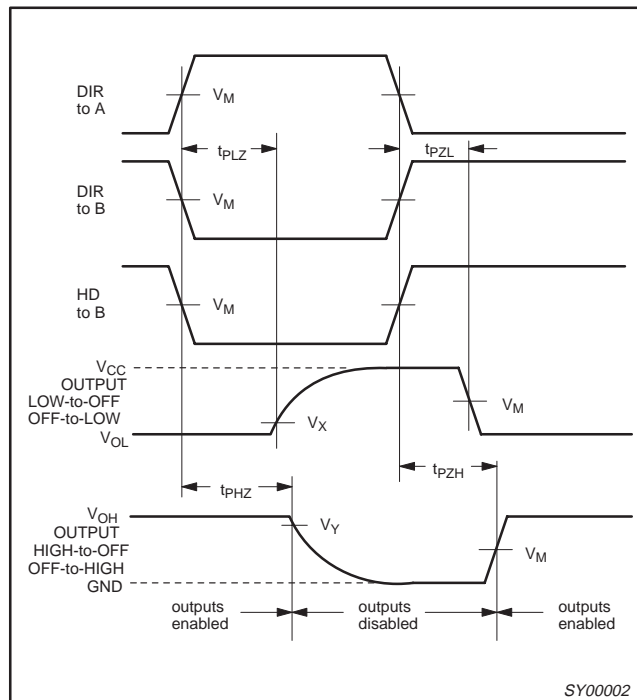 DIR
to A
V_M
t_PLZ
t_PZL
DIR
to B
V_M
HD
to B
V_M
V_CC
OUTPUT
LOW-to-OFF
OFF-to-LOW
V_OL
V_X
V_M
t_PHZ
t_PZH
V_OH
OUTPUT
HIGH-to-OFF
OFF-to-HIGH
GND
V_Y
V_M
outputs
enabled
outputs
disabled
outputs
enabled
SY00002